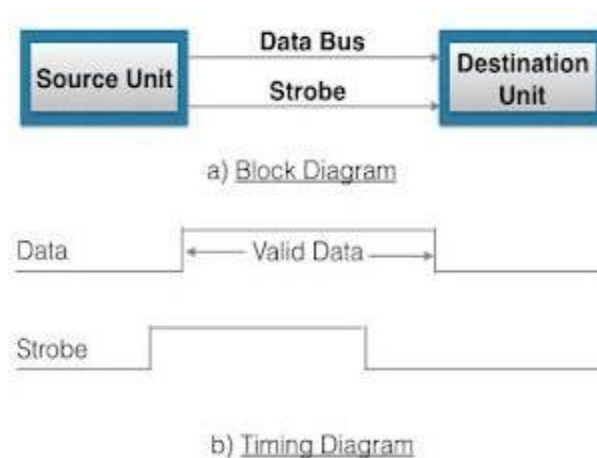 Data Bus
Source Unit
Strobe
Destination
Unit
a) Block Diagram
Data
Valid Data
Strobe
b) Timing Diagram